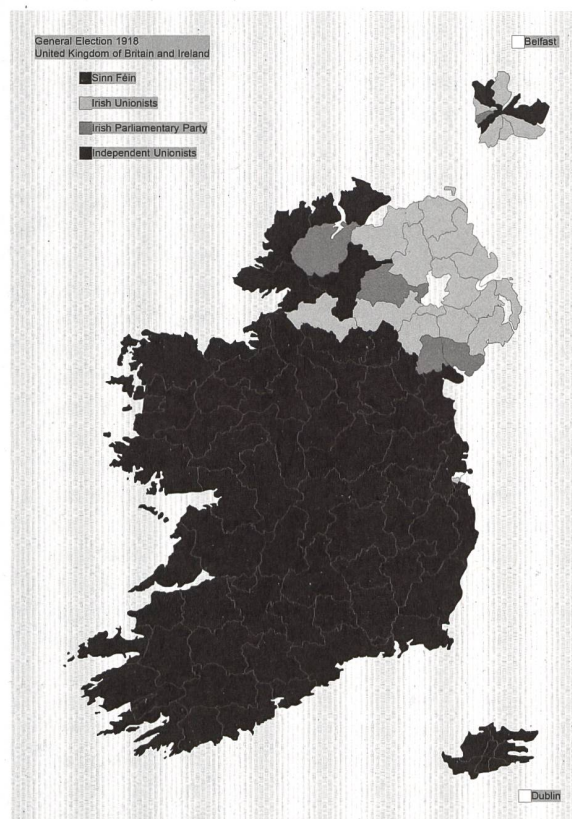 General Election 1918
United Kingdom of Britain and Ireland
Sinn Féin
Irish Unionists
Irish Parliamentary Party
Independent Unionists
Belfast
Dublin